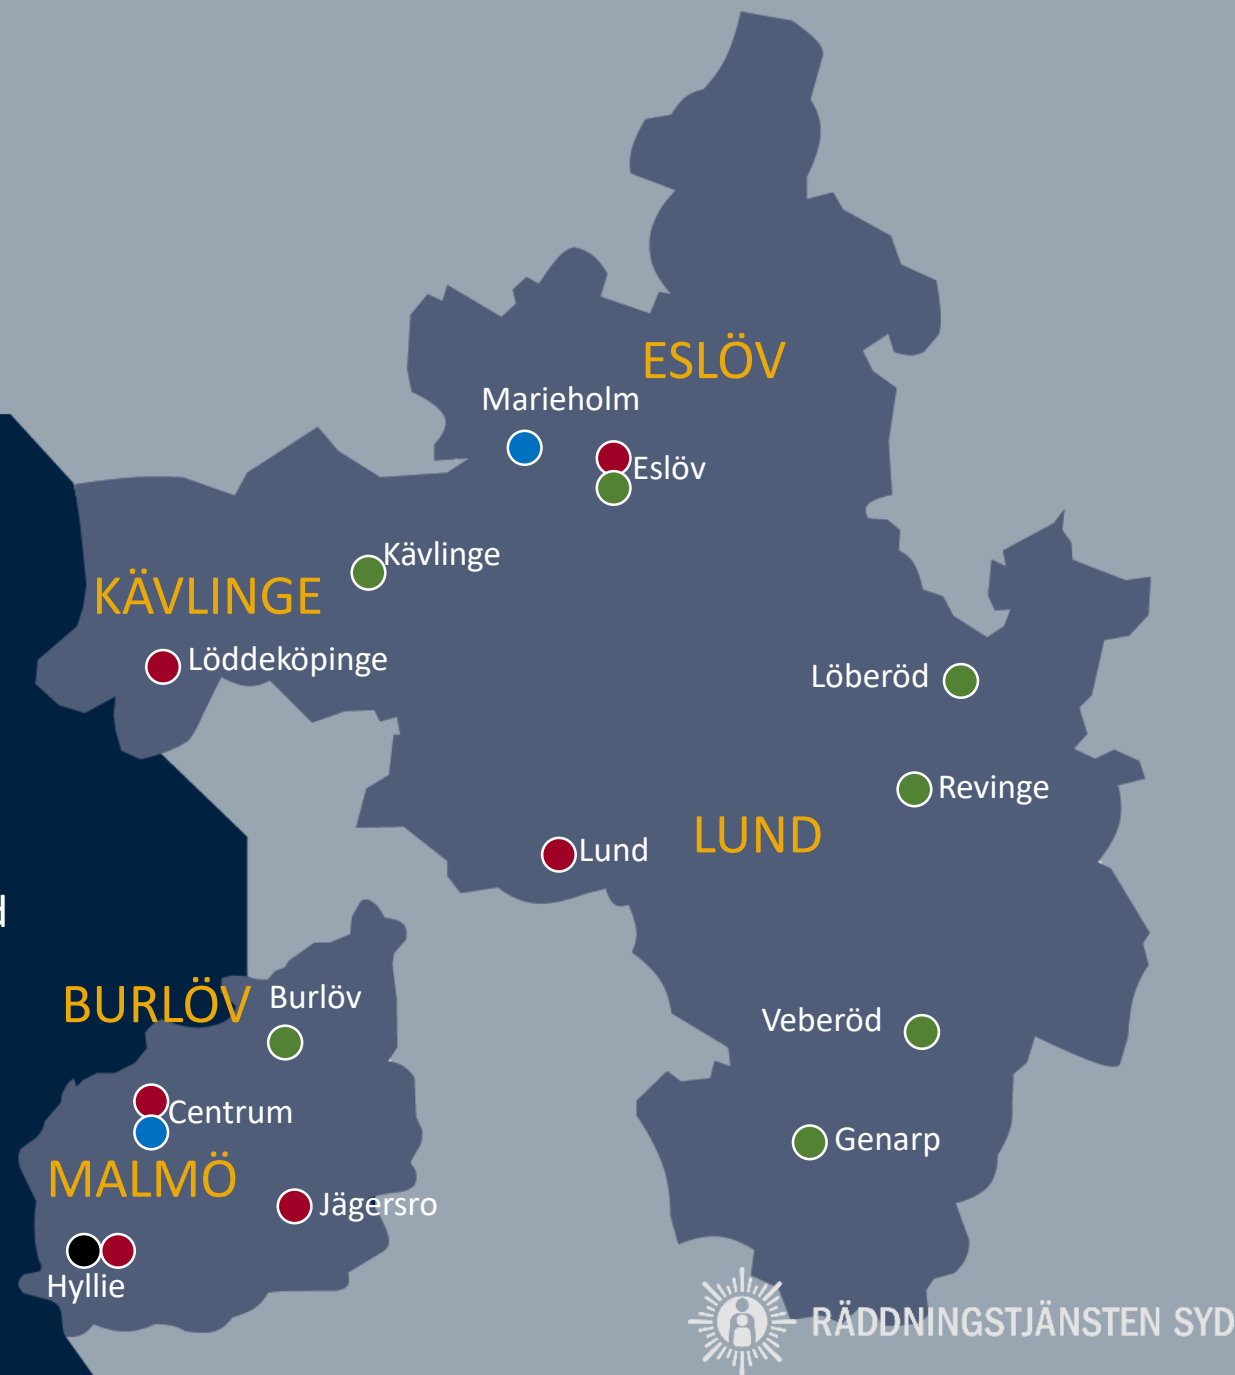 ESLÖV
Marieholm
Eslöv
Kävlinge
KÄVLINGE
Löddeköpinge
Löberöd
Revinge
LUND
Lund
d
BURLÖV
Burlöv
Veberöd
Centrum
Genarp
MALMÖ
Jägersro
Hyllie
RÄDDNINGSTJÄNSTEN SYD